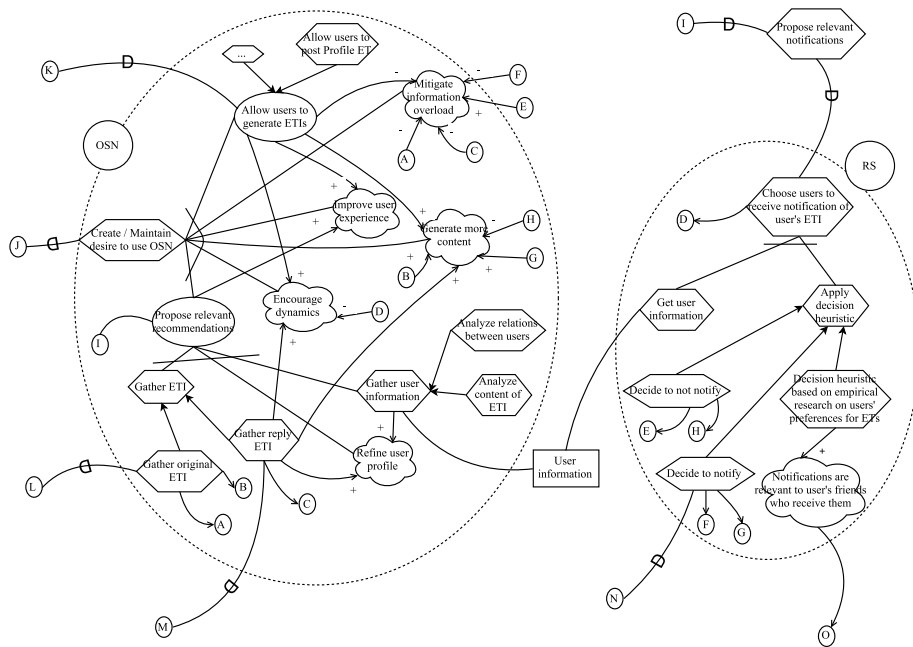 Allow users to
post Profile ET
...
K
D
F
Mitigate
information
overload
E
A
C
Allow users to
generate ETIs
OSN
Improve user
experience
H
Generate more
content
G
B
J
D
Create / Maintain
desire to use OSN
Encourage
dynamics
D
Propose relevant
recommendations
I
Analyze relations
between users
Analyze
content of
ETI
Gather user
information
Gather ETI
Gather reply
ETI
Refine user
profile
Gather original
ETI
L
D
B
A
C
D
M
User
information
I
D
Propose relevant
notifications
D
RS
Choose users to
receive notification of
user's ETI
D
Get user
information
Apply
decision
heuristic
Decide to not notify
E
H
Decision heuristic
based on empirical
research on users'
preferences for ETs
Decide to notify
F
G
+
Notifications are
relevant to user's friends
who receive them
D
N
O
- - - + - -
+ + + - + + +
+ - + + +